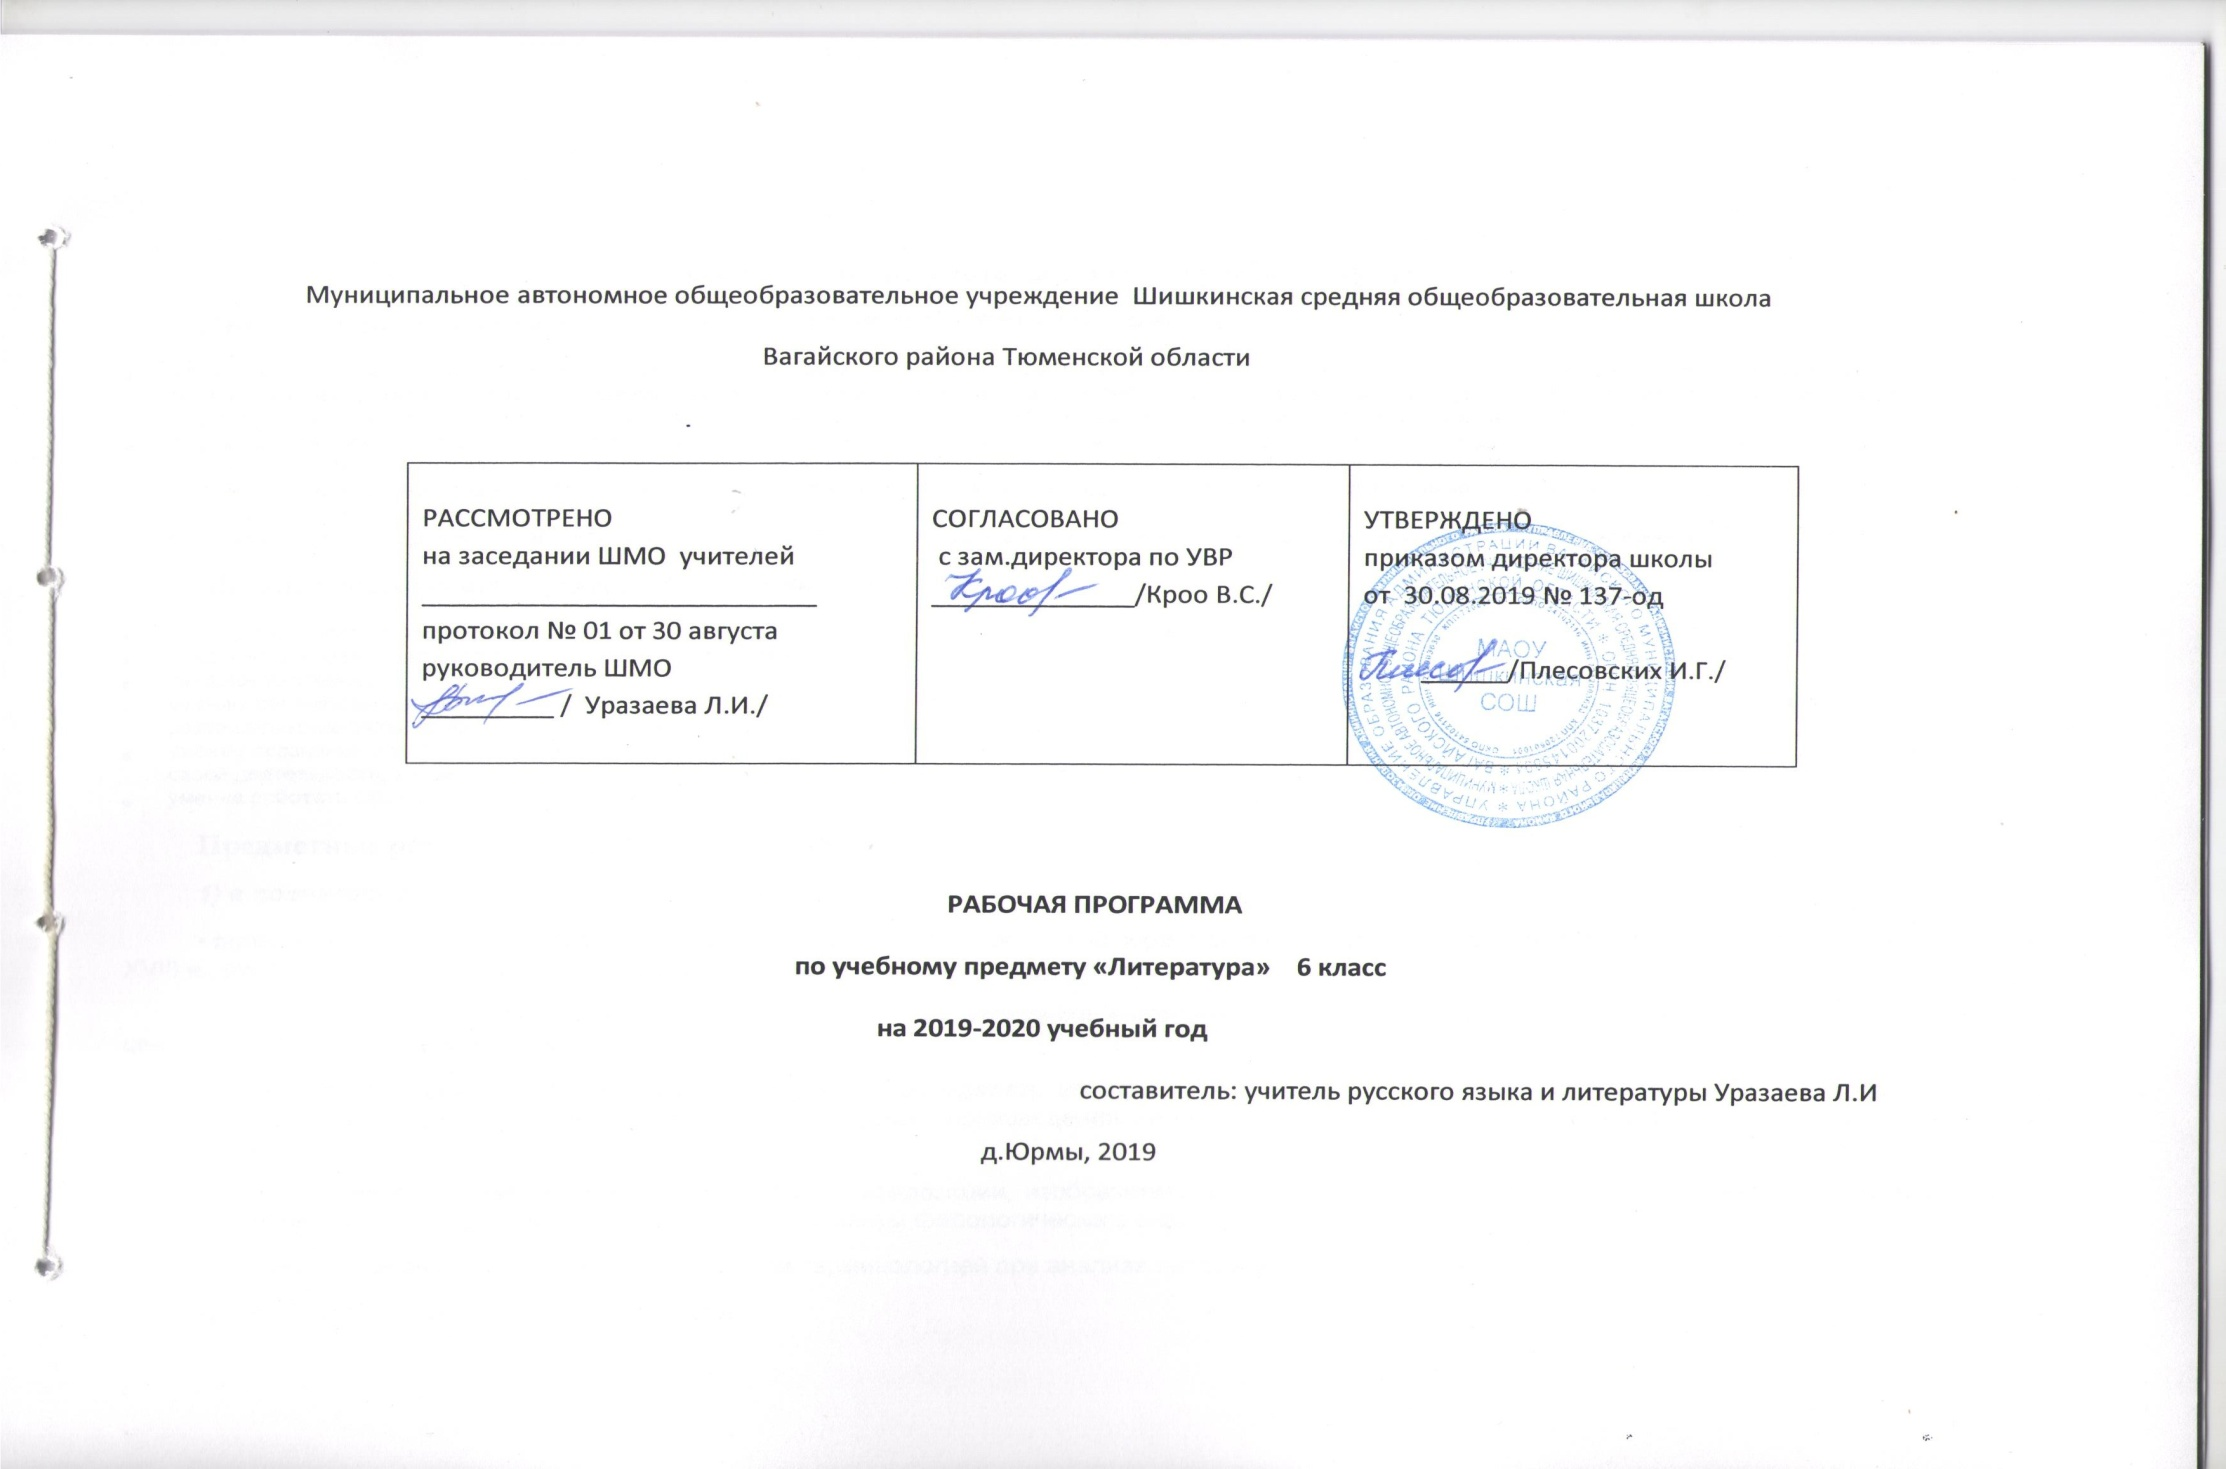 Муниципальное автономное общеобразовательное учреждение Шишкинская средняя общеобразовательная школа
Вагайского района Тюменской области
РАССМОТРЕНО
на заседании ШМО учителей
протокол № 01 от 30 августа
руководитель ШМО
/ Уразаева Л.И./
СОГЛАСОВАНО
с зам.директора по УВР
Кроо /Кроо В.С./
УТВЕРЖДЕНО
приказом директора школы
от 30.08.2019 № 137-од
/Плесовских И.Г./
МАОУ
Шишкинская
СОШ
РАБОЧАЯ ПРОГРАММА
по учебному предмету «Литература» 6 класс
на 2019-2020 учебный год
составитель: учитель русского языка и литературы Уразаева Л.И
д.Юрмы, 2019